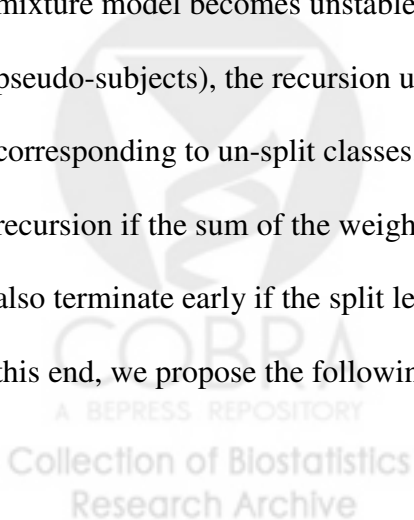 mixture model becomes unstable
pseudo-subjects), the recursion u
corresponding to un-split classes
recursion if the sum of the weigh
also terminate early if the split le
this end, we propose the followin
COBRA
A BEPRESS REPOSITORY
Collection of Biostatistics
Research Archive